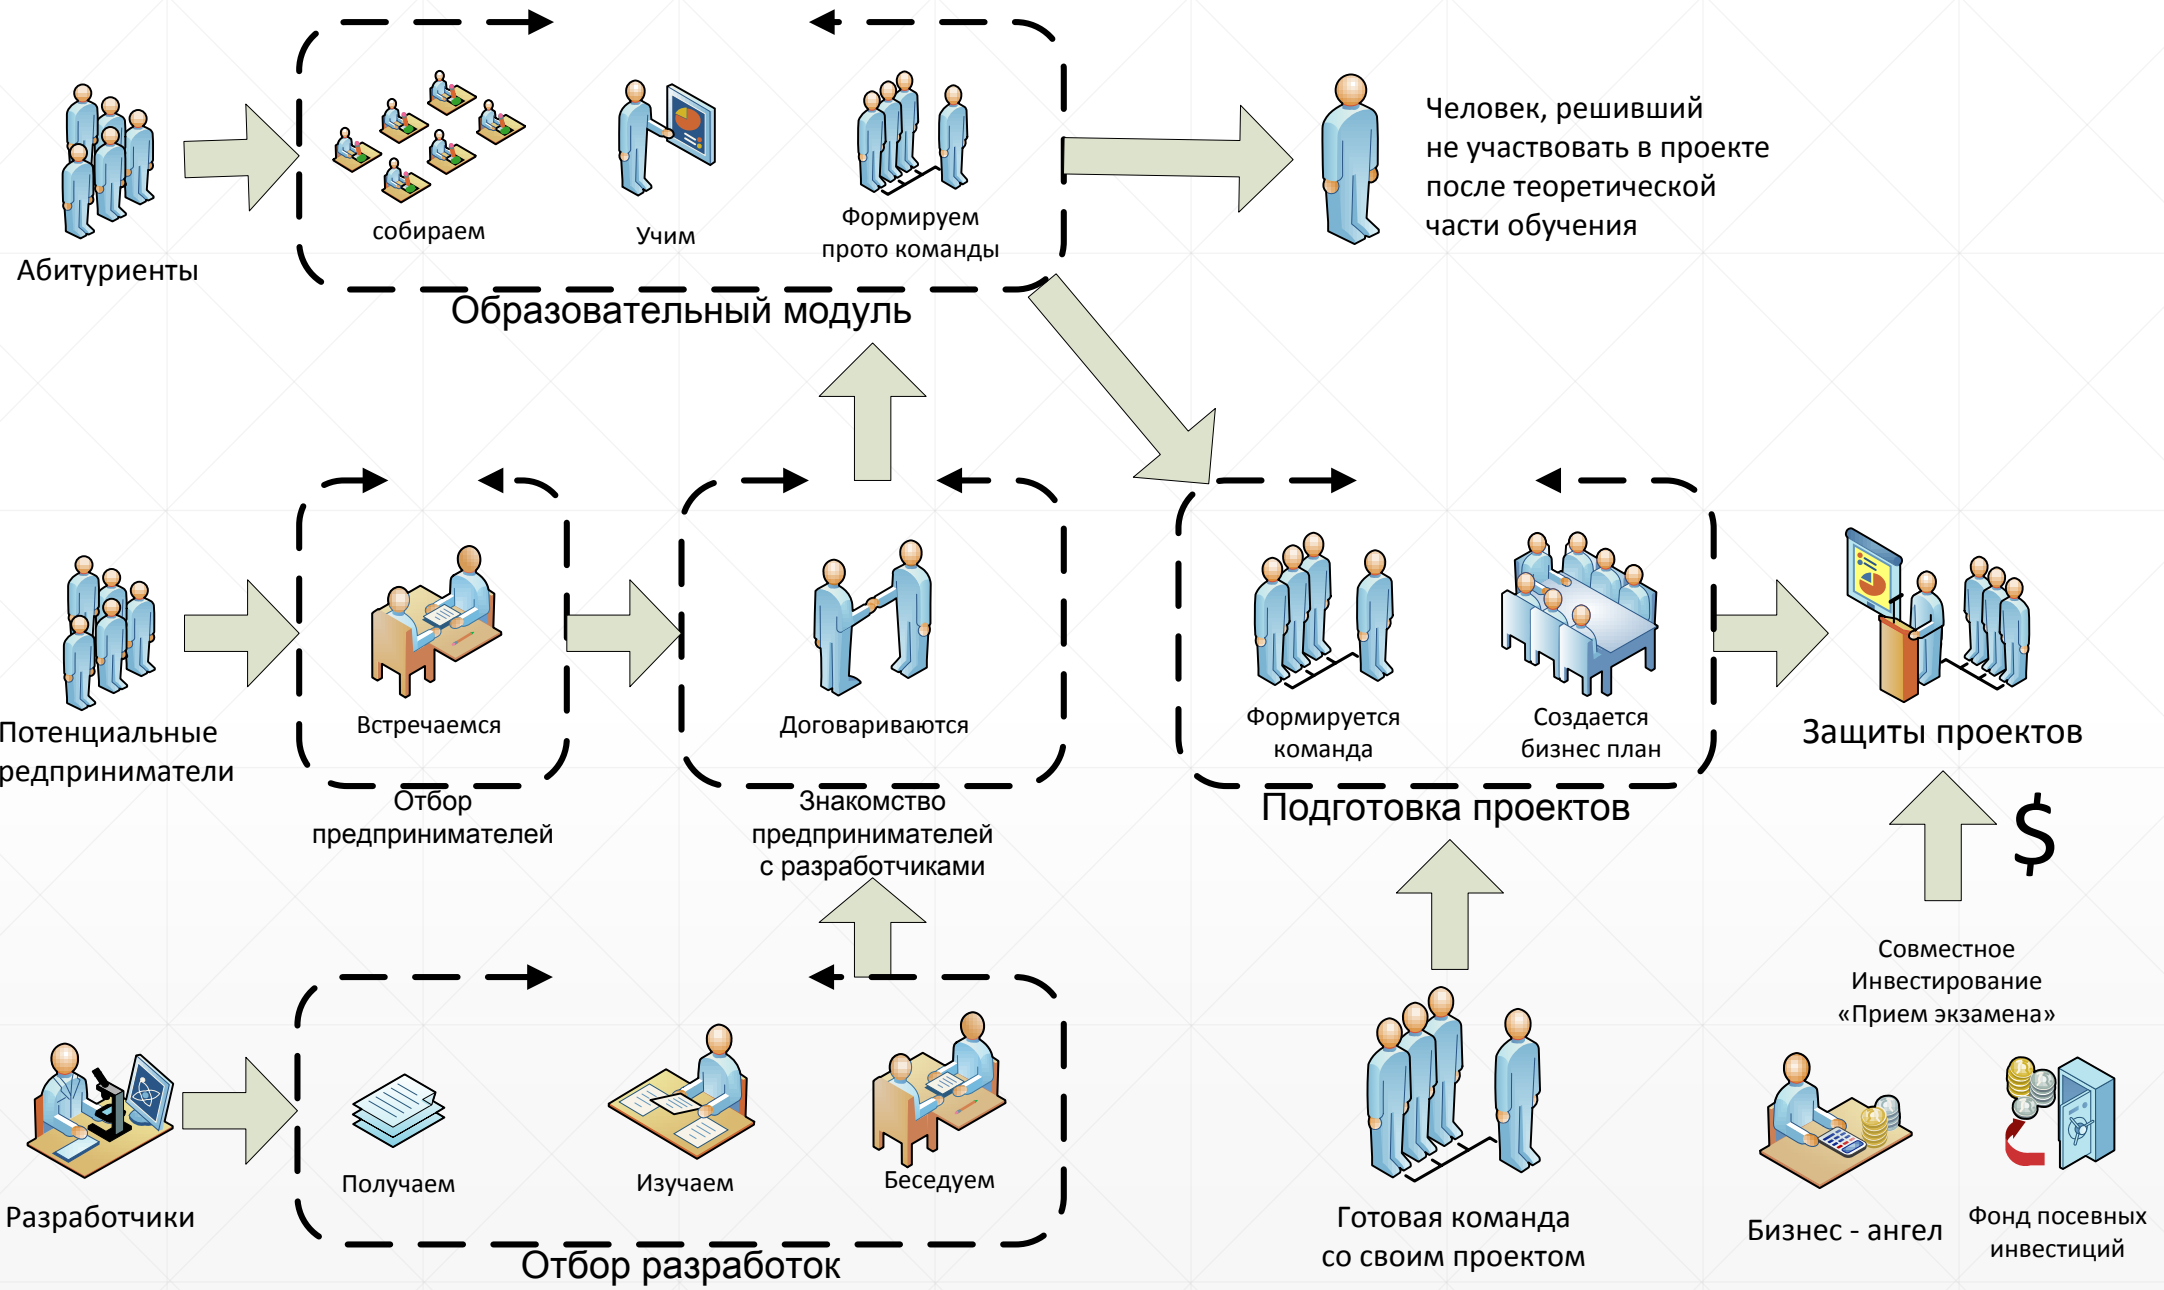 Абитуриенты
собираем
Учим
Формируем
прото команды
Образовательный модуль
Человек, решивший
не участвовать в проекте
после теоретической
части обучения
Потенциальные
редприниматели
Встречаемся
Отбор
предпринимателей
Договариваются
Знакомство
предпринимателей
с разработчиками
Формируется
команда
Создается
бизнес план
Подготовка проектов
Защиты проектов
$
Совместное
Инвестирование
«Прием экзамена»
Разработчики
Получаем
Изучаем
Беседуем
Отбор разработок
Готовая команда
со своим проектом
Бизнес - ангел
Фонд посевных
инвестиций